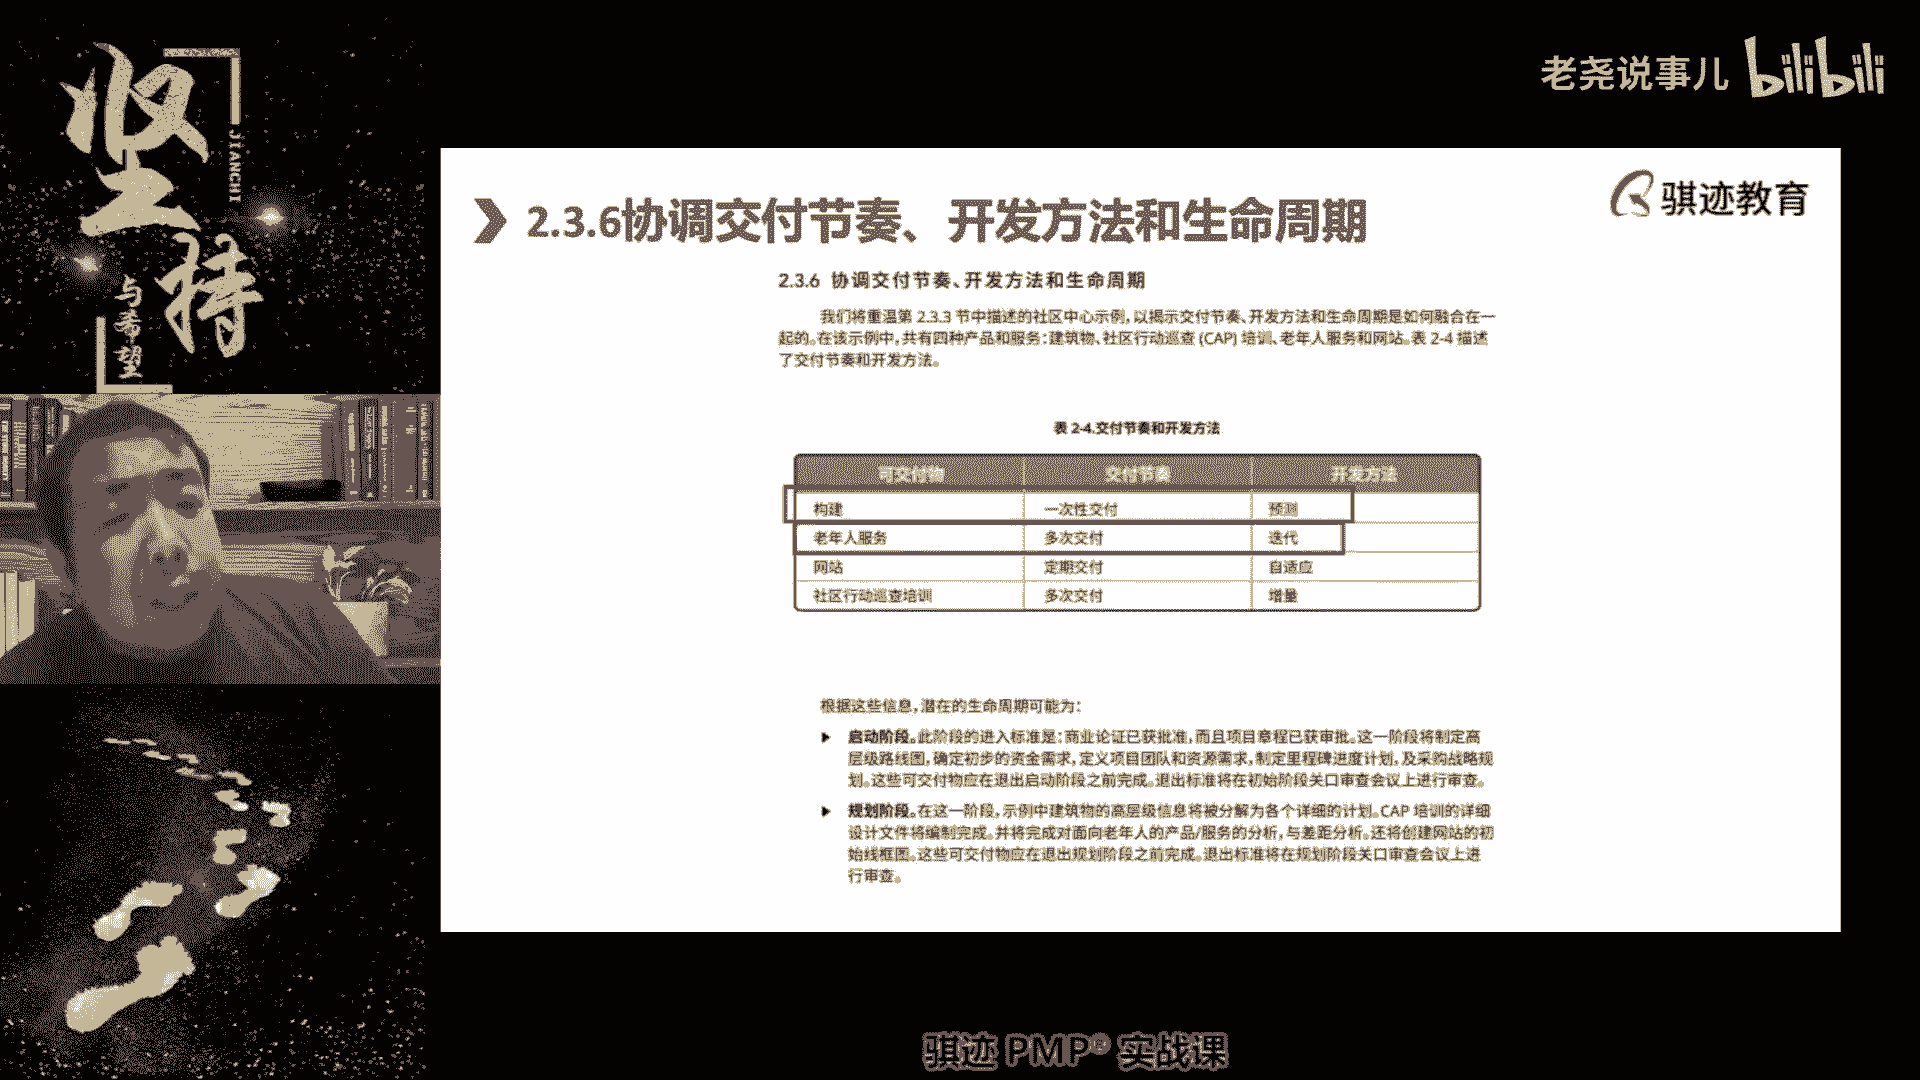 坚
JIANCHI
持
与希望
老尧说事儿 bilibili
骐迹教育
2.3.6协调交付节奏、开发方法和生命周期
2.3.6 协调交付节奏、开发方法和生命周期
我们将重温第 2.3.3 节中描述的社区中心示例，以揭示交付节奏、开发方法和生命周期是如何融合在一
起的。在该示例中，共有四种产品和服务：建筑物、社区行动巡查 (CAP) 培训、老年人服务和网站。表 2-4 描述
了交付节奏和开发方法。
表 2-4.交付节奏和开发方法
可交付物 交付节奏 开发方法
构建 一次性交付 预测
老年人服务 多次交付 迭代
网站 定期交付 自适应
社区行动巡查培训 多次交付 增量
根据这些信息，潜在的生命周期可能为：
启动阶段。此阶段的进入标准是：商业论证已获批准，而且项目章程已获审批。这一阶段将制定高
层级路线图，确定初步的资金需求，定义项目团队和资源需求，制定里程碑进度计划，及采购战略规
划。这些可交付物应在退出启动阶段之前完成。退出标准将在初始阶段关口审查会议上进行审查。
规划阶段。在这一阶段，示例中建筑物的高层级信息将被分解为各个详细的计划。CAP 培训的详细
设计文件将编制完成。并将完成对面向老年人的产品/服务的分析，与差距分析。还将创建网站的初
始线框图。这些可交付物应在退出规划阶段之前完成。退出标准将在规划阶段关口审查会议上进
行审查。
骐迹 PMP® 实战课